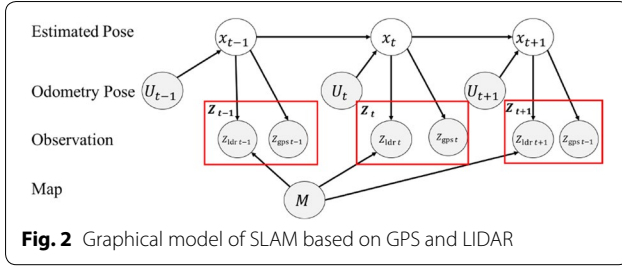 Estimated Pose
x_{t-1} x_t x_{t+1}
Odometry Pose
U_{t-1} U_t U_{t+1}
Z_{t-1} Z_t Z_{t+1}
Observation
Z_{ldr t-1} Z_{gps t-1} Z_{ldr t} Z_{gps t} Z_{ldr t+1} Z_{gps t-1}
Map
M
Fig. 2 Graphical model of SLAM based on GPS and LIDAR